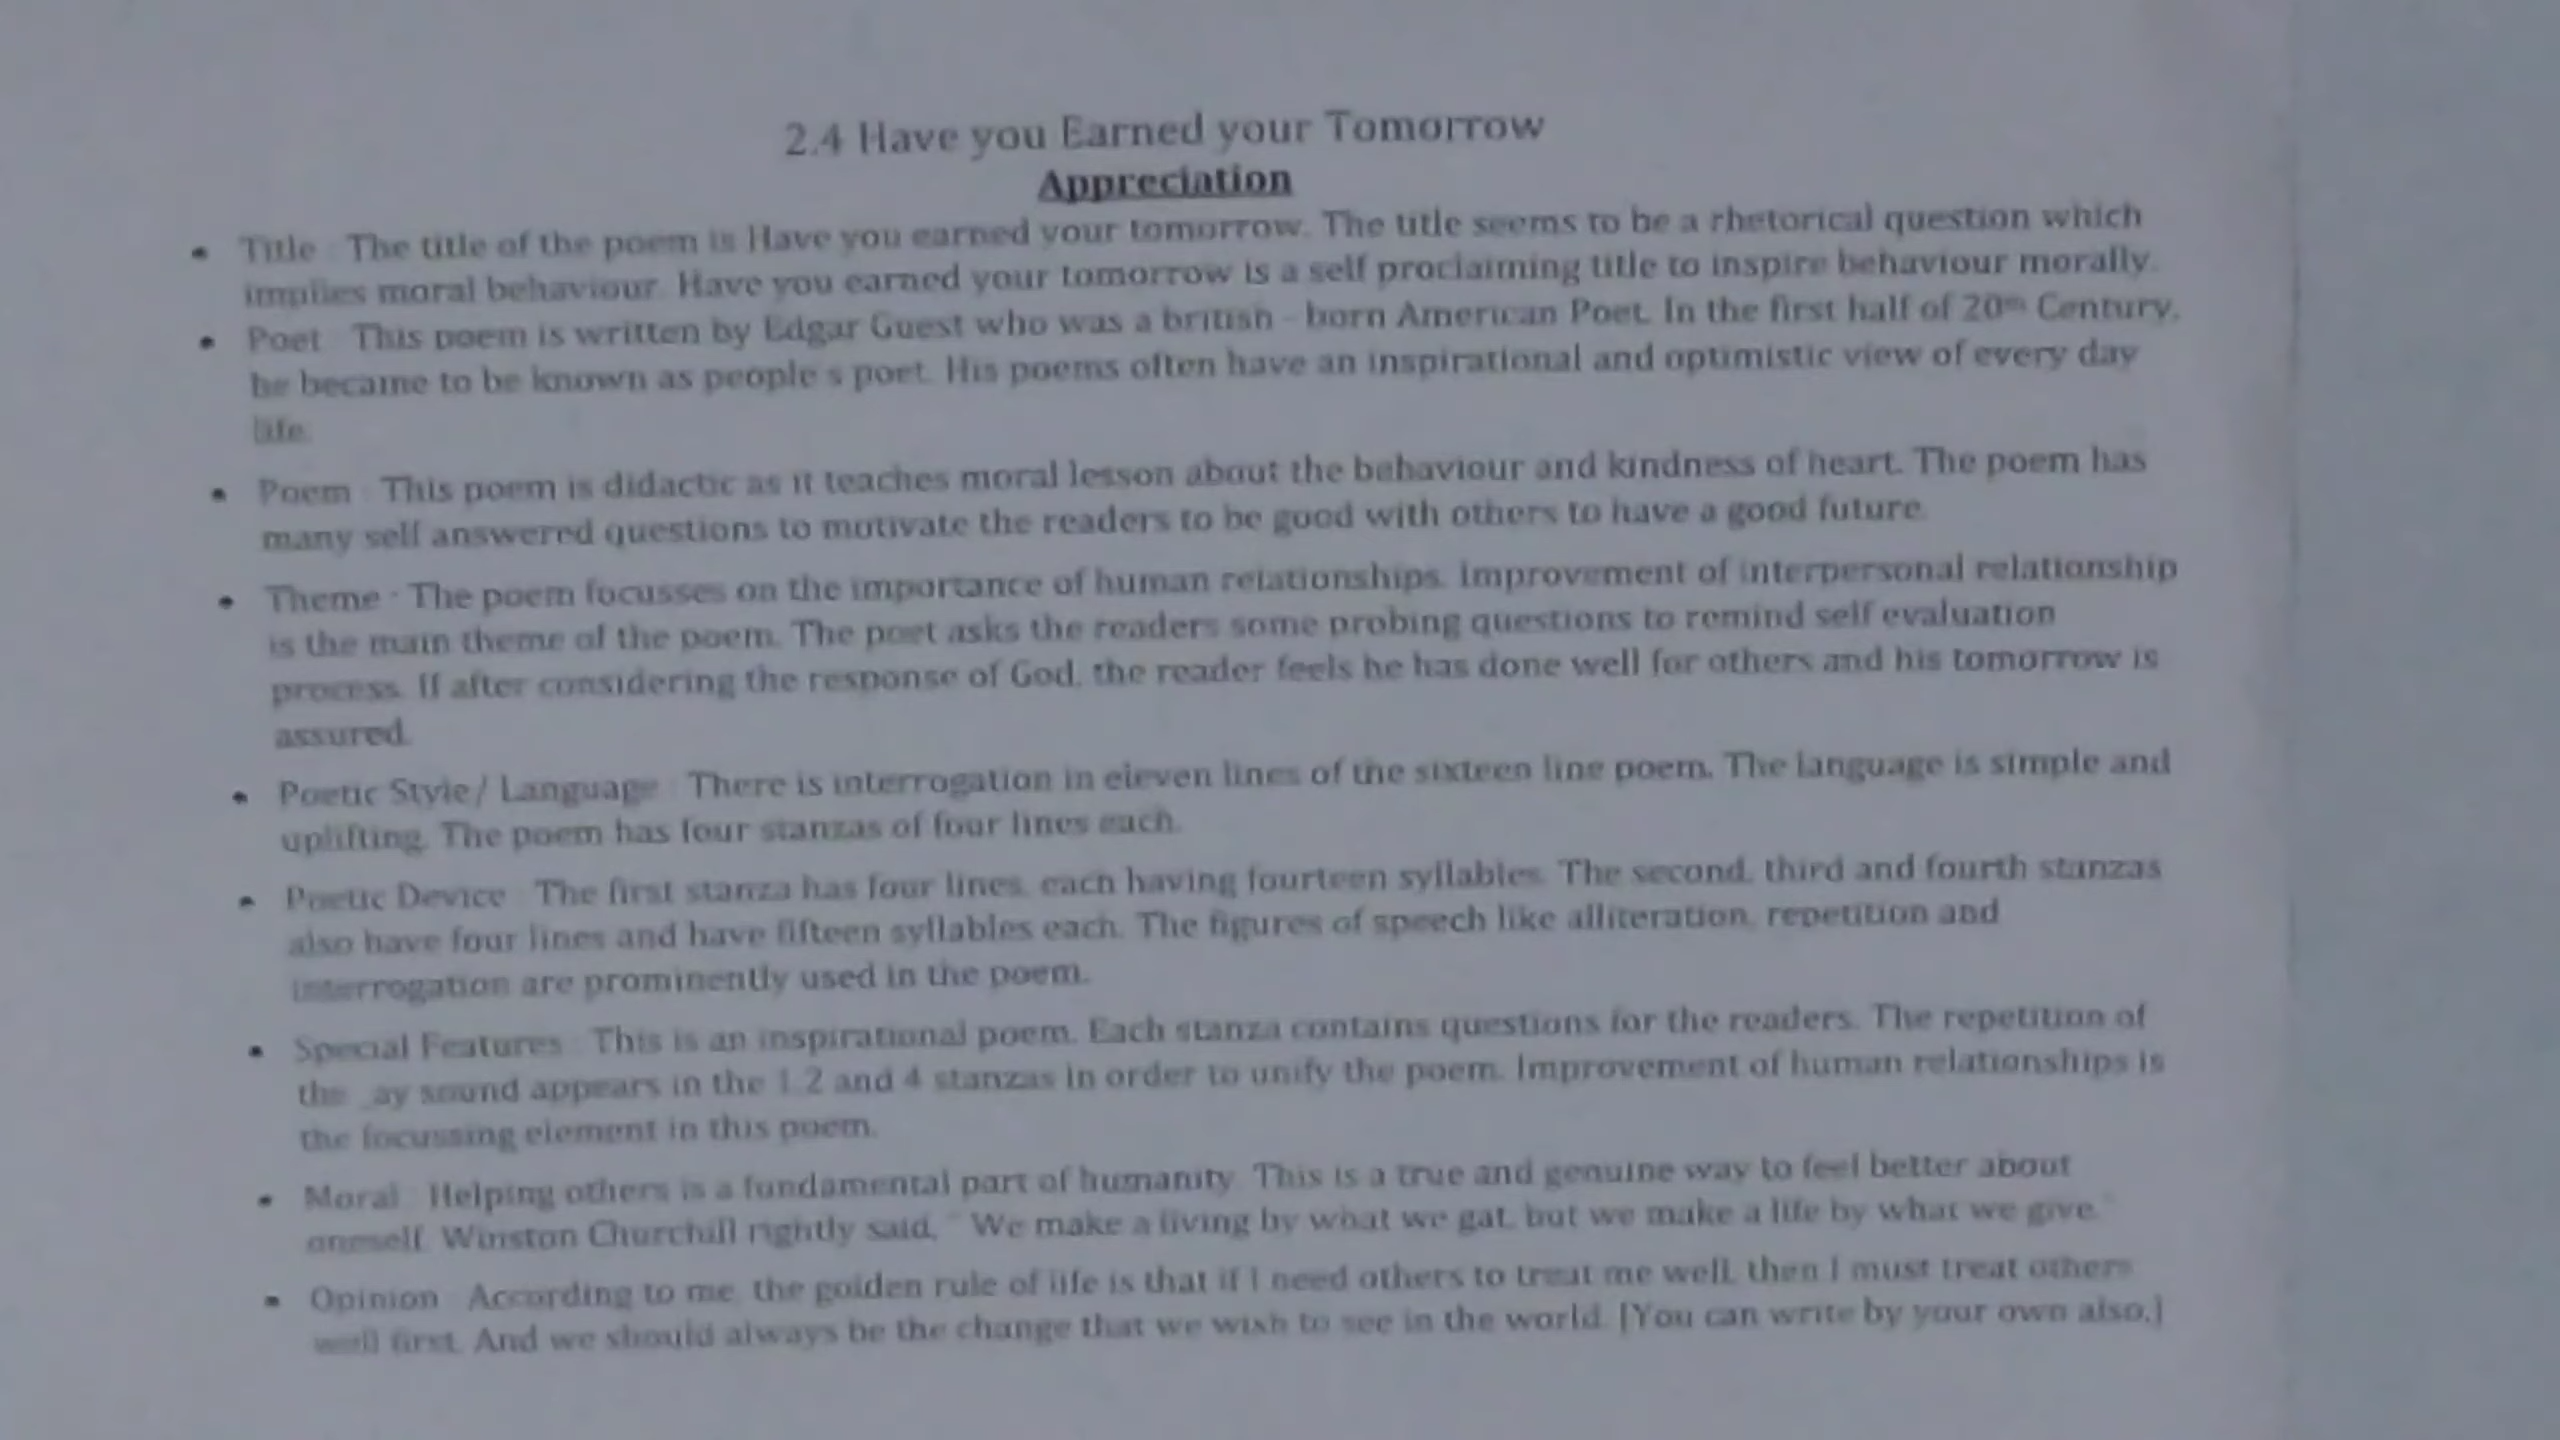 2.4 Have you Earned your Tomorrow
Appreciation
• Title : The title of the poem is Have you earned your tomorrow. The title seems to be a rhetorical question which
implies moral behaviour. Have you earned your tomorrow is a self proclaiming title to inspire behaviour morally.
• Poet : This poem is written by Edgar Guest who was a british - born American Poet. In the first half of 20th Century,
he became to be known as people's poet. His poems often have an inspirational and optimistic view of every day
life.
• Poem : This poem is didactic as it teaches moral lesson about the behaviour and kindness of heart. The poem has
many self answered questions to motivate the readers to be good with others to have a good future.
• Theme : The poem focusses on the importance of human relationships. Improvement of interpersonal relationship
is the main theme of the poem. The poet asks the readers some probing questions to remind self evaluation
process. If after considering the response of God, the reader feels he has done well for others and his tomorrow is
assured.
• Poetic Style/ Language : There is interrogation in eleven lines of the sixteen line poem. The language is simple and
uplifting. The poem has four stanzas of four lines each.
• Poetic Device : The first stanza has four lines, each having fourteen syllables. The second, third and fourth stanzas
also have four lines and have fifteen syllables each. The figures of speech like alliteration, repetition and
interrogation are prominently used in the poem.
• Special Features : This is an inspirational poem. Each stanza contains questions for the readers. The repetition of
the _ay sound appears in the 1,2 and 4 stanzas in order to unify the poem. Improvement of human relationships is
the focussing element in this poem.
• Moral : Helping others is a fundamental part of humanity. This is a true and genuine way to feel better about
oneself. Winston Churchill rightly said, " We make a living by what we gat, but we make a life by what we give."
• Opinion : According to me, the golden rule of life is that if I need others to treat me well, then I must treat others
well first. And we should always be the change that we wish to see in the world. [You can write by your own also.]